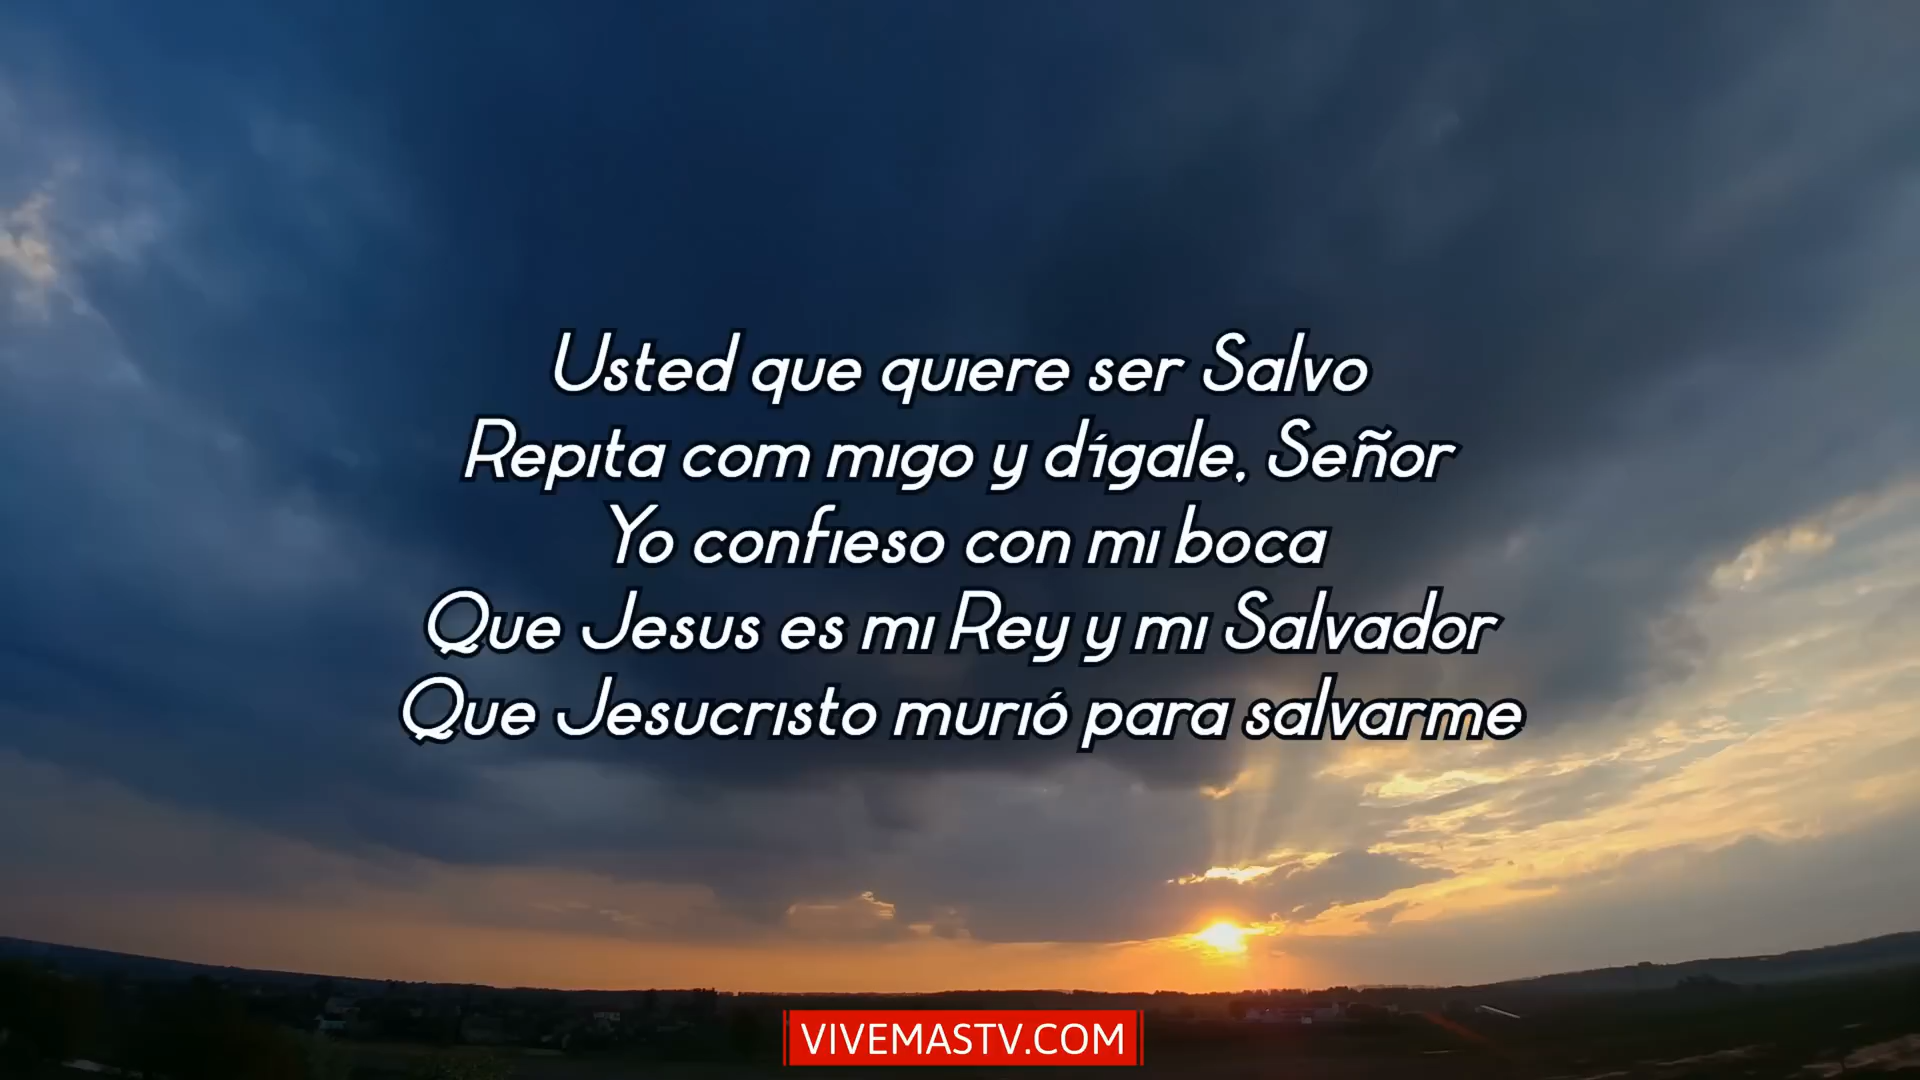 Usted que quiere ser Salvo
Repita com migo y dígale, Señor
Yo confieso con mi boca
Que Jesus es mi Rey y mi Salvador
Que Jesucristo murió para salvarme
VIVEMASTV.COM